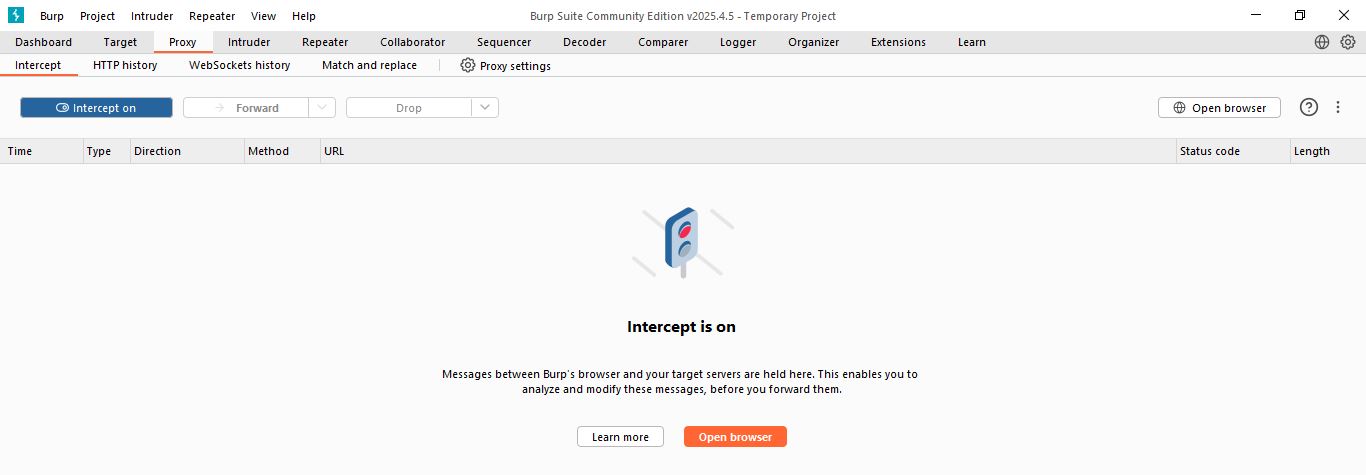 Burp Project Intruder Repeater View Help Burp Suite Community Edition v2025.4.5 - Temporary Project
Dashboard Target Proxy Intruder Repeater Collaborator Sequencer Decoder Comparer Logger Organizer Extensions Learn
Intercept HTTP history WebSockets history Match and replace Proxy settings
Intercept on Forward Drop Open browser
Time Type Direction Method URL Status code Length
Intercept is on
Messages between Burp's browser and your target servers are held here. This enables you to
analyze and modify these messages, before you forward them.
Learn more Open browser